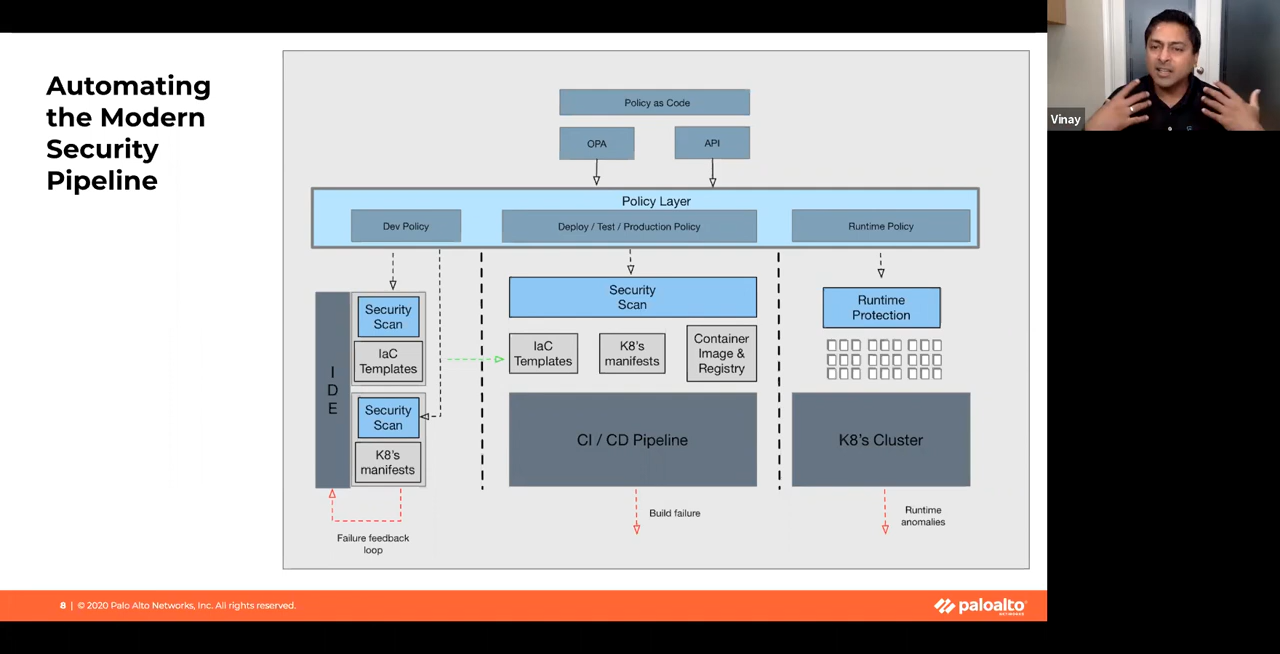 Automating
the Modern
Security
Pipeline
Vinay
Policy as Code
OPA
API
Policy Layer
Dev Policy
Deploy / Test / Production Policy
Runtime Policy
I
D
E
Security
Scan
IaC
Templates
Security
Scan
K8's
manifests
Failure feedback
loop
Security
Scan
IaC
Templates
K8's
manifests
Container
Image &
Registry
CI / CD Pipeline
Build failure
Runtime
Protection
K8's Cluster
Runtime
anomalies
8 | © 2020 Palo Alto Networks, Inc. All rights reserved.
paloalto
NETWORKS